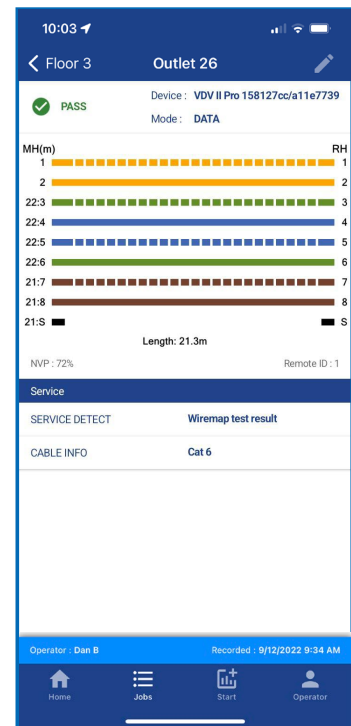 10:03
Floor 3 Outlet 26
PASS
Device : VDV II Pro 158127cc/a11e7739
Mode : DATA
MH(m) RH
1 1
2 2
22:3 3
22:4 4
22:5 5
22:6 6
21:7 7
21:8 8
21:S S
Length: 21.3m
NVP : 72% Remote ID : 1
Service
SERVICE DETECT Wiremap test result
CABLE INFO Cat 6
Operator : Dan B Recorded : 9/12/2022 9:34 AM
Home Jobs Start Operator